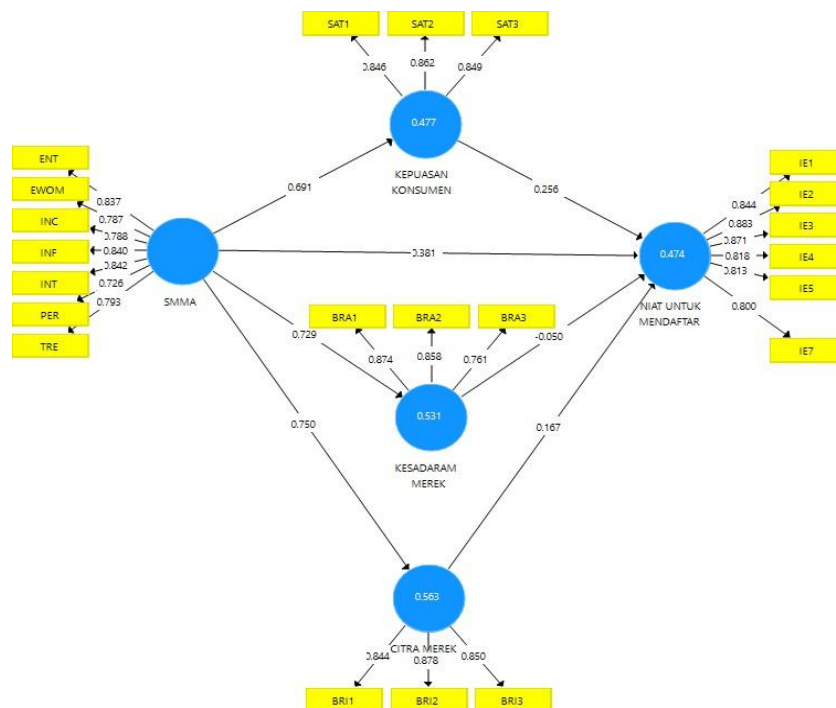 SAT1
SAT2
SAT3
0.846
0.862
0.849
0.477
KEPUASAN
KONSUMEN
ENT
EWOM
INC
INF
INT
PER
TRE
0.837
0.787
0.788
0.840
0.842
0.726
0.793
SMMA
0.691
0.256
0.381
0.729
-0.050
0.750
0.167
IE1
IE2
IE3
IE4
IE5
IE7
0.844
0.883
0.871
0.818
0.813
0.800
0.474
NIAT UNTUK
MENDAFTAR
BRA1
BRA2
BRA3
0.874
0.858
0.761
0.531
KESADARAM
MEREK
0.563
CITRA MEREK
0.844
0.878
0.850
BRI1
BRI2
BRI3